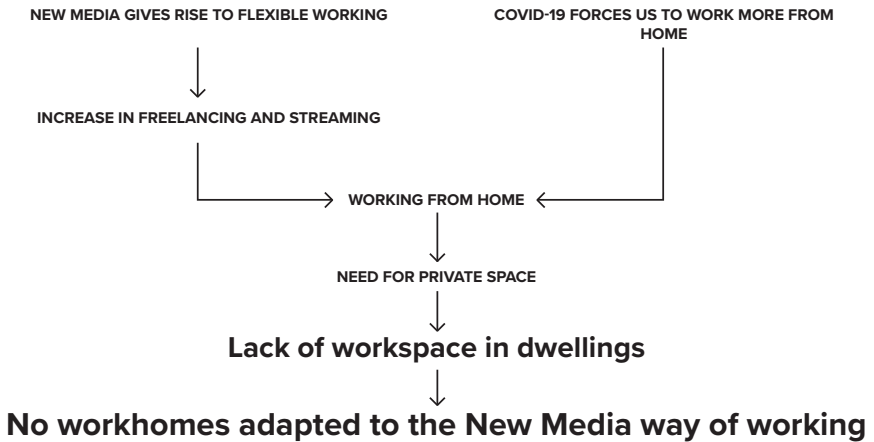 NEW MEDIA GIVES RISE TO FLEXIBLE WORKING
COVID-19 FORCES US TO WORK MORE FROM
HOME
INCREASE IN FREELANCING AND STREAMING
WORKING FROM HOME
NEED FOR PRIVATE SPACE
Lack of workspace in dwellings
No workhomes adapted to the New Media way of working